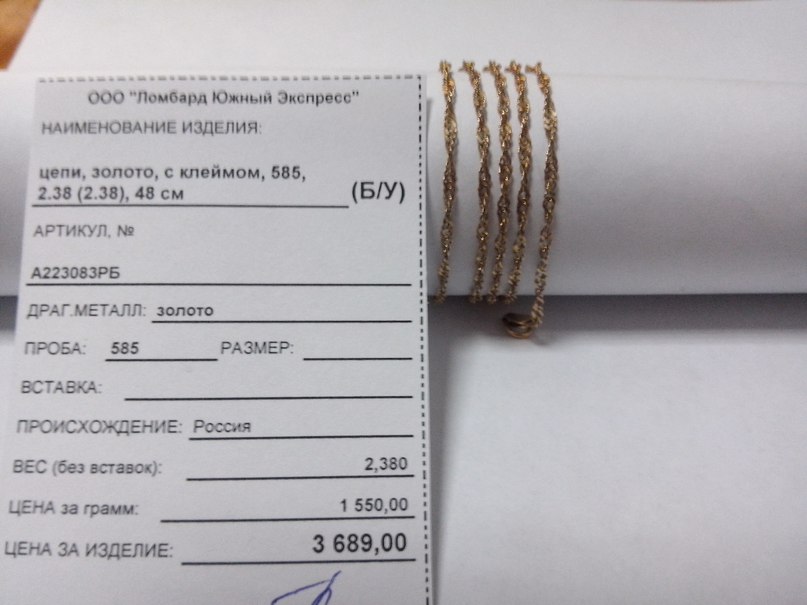 ООО "Ломбард Южный Экспресс"
НАИМЕНОВАНИЕ ИЗДЕЛИЯ:
цепи, золото, с клеймом, 585,
2.38 (2.38), 48 см (Б/У)
АРТИКУЛ, №
А223083РБ
ДРАГ.МЕТАЛЛ: золото
ПРОБА: 585 РАЗМЕР:
ВСТАВКА:
ПРОИСХОЖДЕНИЕ: Россия
ВЕС (без вставок): 2,380
ЦЕНА за грамм: 1 550,00
ЦЕНА ЗА ИЗДЕЛИЕ: 3 689,00